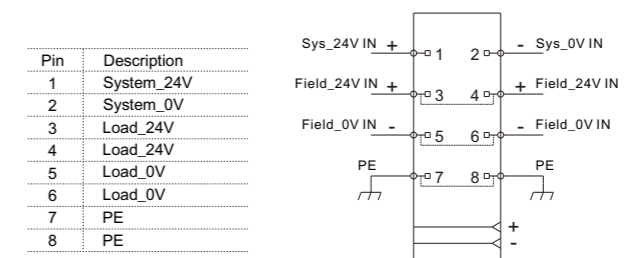 Pin Description
1 System_24V
2 System_0V
3 Load_24V
4 Load_24V
5 Load_0V
6 Load_0V
7 PE
8 PE
Sys_24V IN + 1 2 - Sys_0V IN
Field_24V IN + 3 4 + Field_24V IN
Field_0V IN - 5 6 - Field_0V IN
PE 7 8 PE
+
-